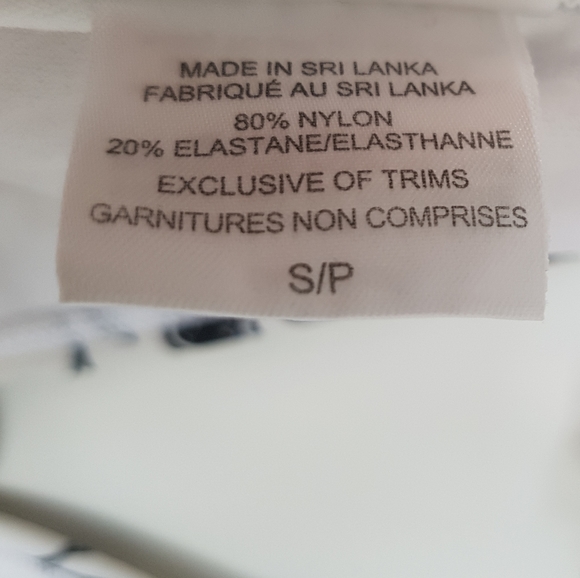 MADE IN SRI LANKA
FABRIQUÉ AU SRI LANKA
80% NYLON
20% ELASTANE/ELASTHANNE
EXCLUSIVE OF TRIMS
GARNITURES NON COMPRISES
S/P